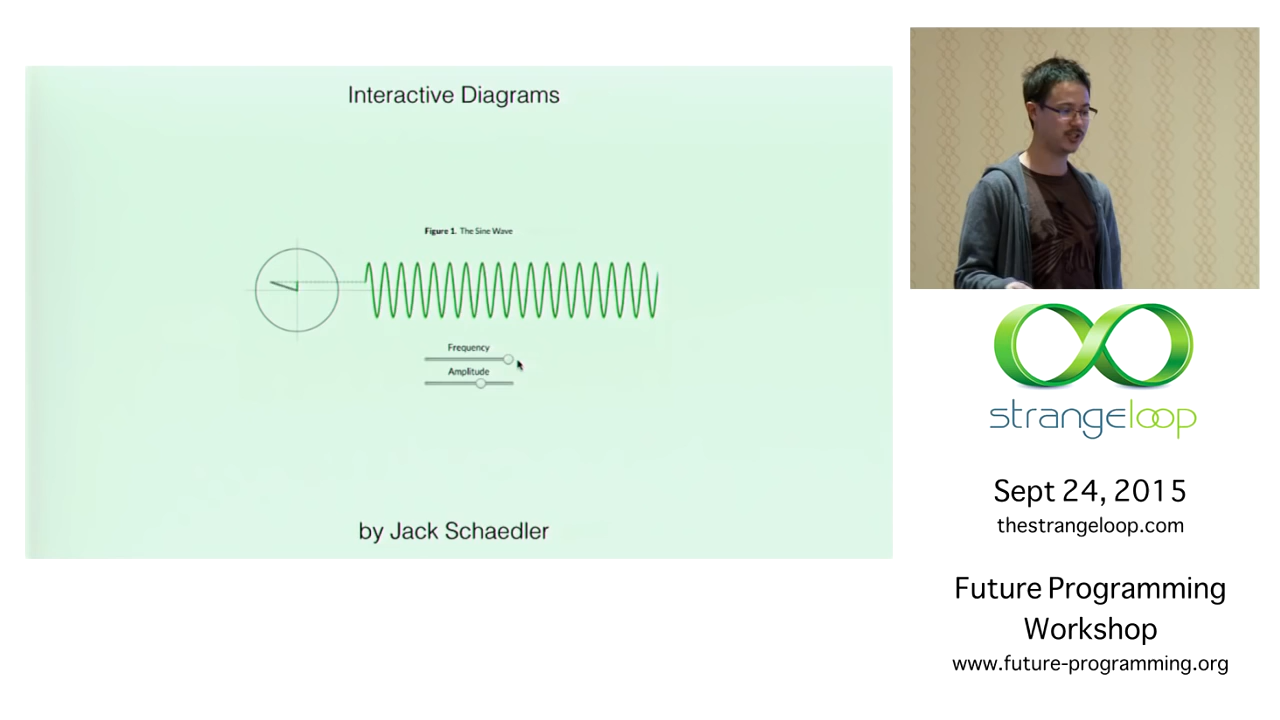 Interactive Diagrams
Figure 1. The Sine Wave
Frequency
Amplitude
by Jack Schaedler
strangeloop
Sept 24, 2015
thestrangeloop.com
Future Programming
Workshop
www.future-programming.org